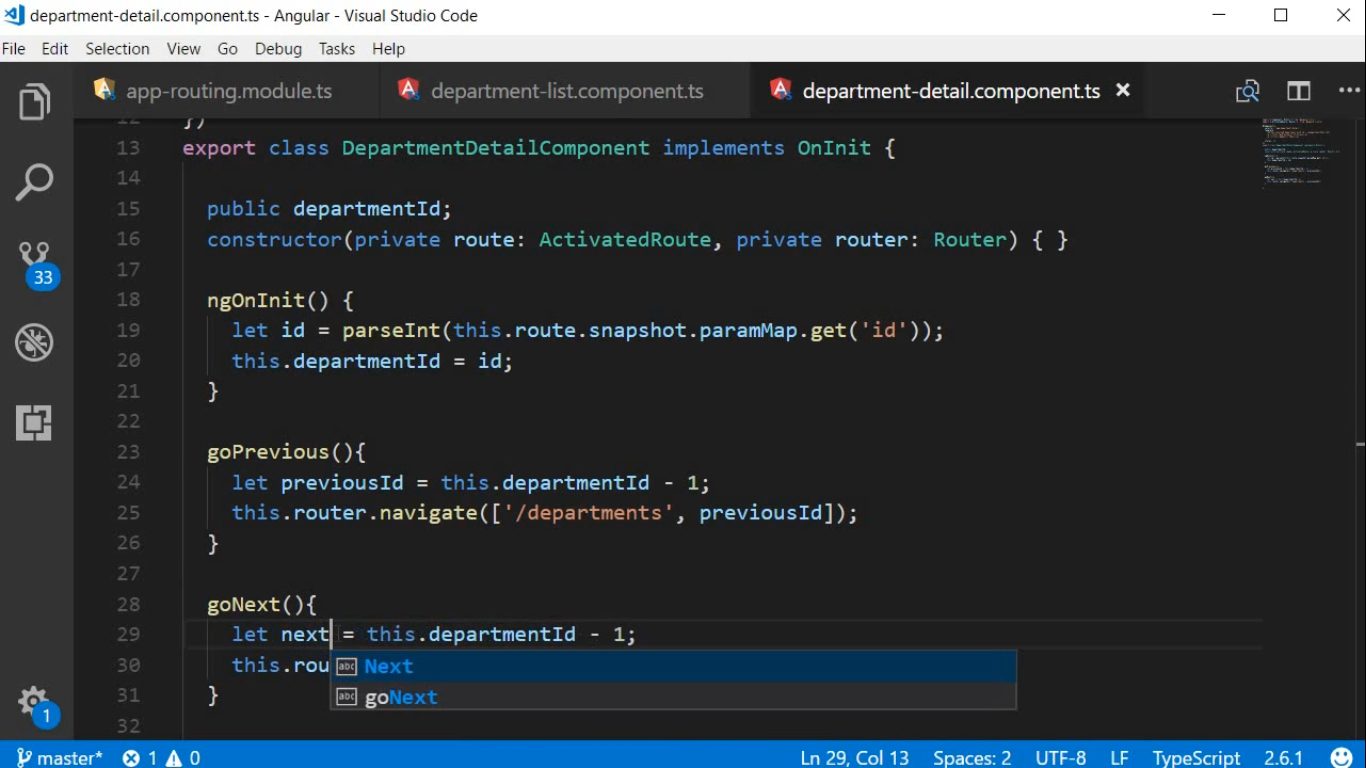 department-detail.component.ts - Angular - Visual Studio Code
File Edit Selection View Go Debug Tasks Help
app-routing.module.ts department-list.component.ts department-detail.component.ts
12 })
13 export class DepartmentDetailComponent implements OnInit {
14
15 public departmentId;
16 constructor(private route: ActivatedRoute, private router: Router) { }
17
18 ngOnInit() {
19 let id = parseInt(this.route.snapshot.paramMap.get('id'));
20 this.departmentId = id;
21 }
22
23 goPrevious(){
24 let previousId = this.departmentId - 1;
25 this.router.navigate(['/departments', previousId]);
26 }
27
28 goNext(){
29 let next = this.departmentId - 1;
30 this.rou
abc Next
31 }
abc goNext
32
33
1
master* 1 0 Ln 29, Col 13 Spaces: 2 UTF-8 LF TypeScript 2.6.1